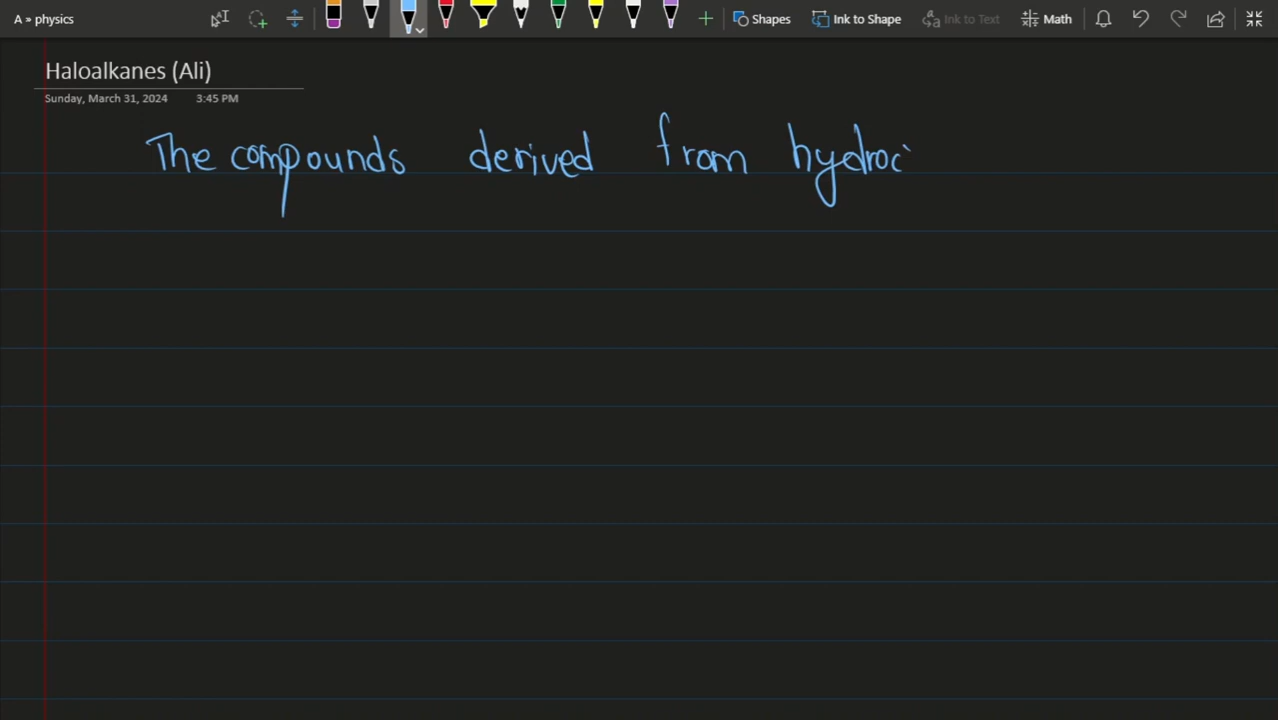 A » physics
Shapes Ink to Shape Ink to Text Math
Haloalkanes (Ali)
Sunday, March 31, 2024 3:45 PM
The compounds derived from hydroc